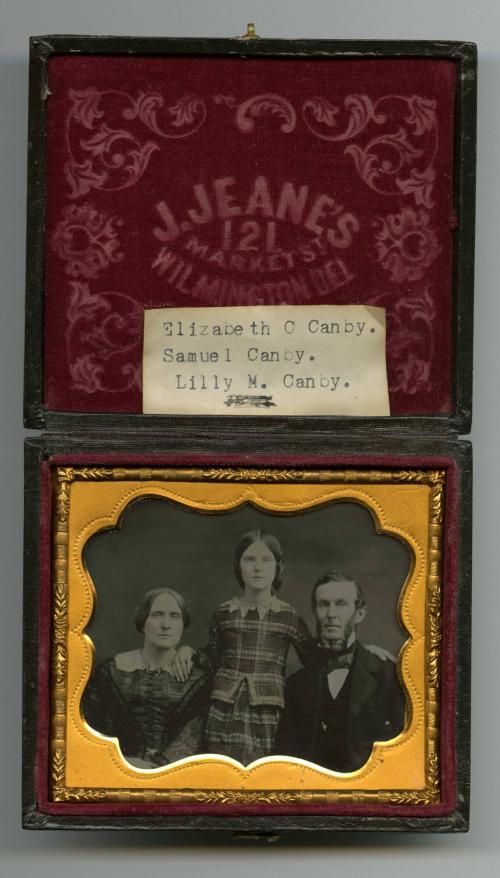 J. JEANE'S
121
MARKET ST
WILMINGTON DEL
Elizabeth C Canby.
Samuel Canby.
Lilly M. Canby.